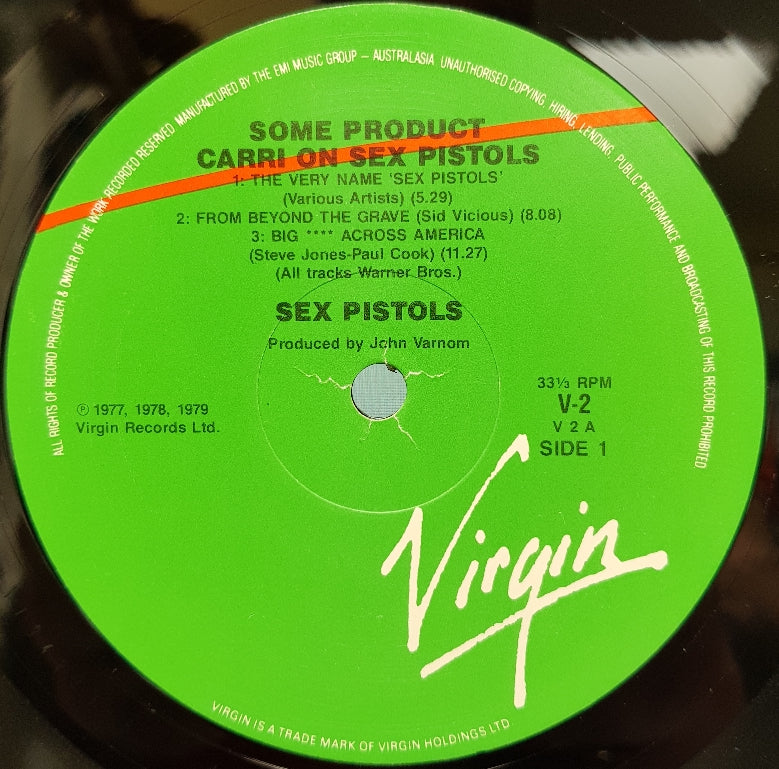 ALL RIGHTS OF RECORD PRODUCER & OWNER OF THE WORK RECORDED RESERVED. MANUFACTURED BY THE EMI MUSIC GROUP – AUSTRALASIA UNAUTHORISED COPYING, HIRING, LENDING, PUBLIC PERFORMANCE AND BROADCASTING OF THIS RECORD PROHIBITED
SOME PRODUCT
CARRI ON SEX PISTOLS
1: THE VERY NAME 'SEX PISTOLS'
(Various Artists) (5.29)
2: FROM BEYOND THE GRAVE (Sid Vicious) (8.08)
3: BIG **** ACROSS AMERICA
(Steve Jones-Paul Cook) (11.27)
(All tracks Warner Bros.)
SEX PISTOLS
Produced by John Varnom
℗ 1977, 1978, 1979
Virgin Records Ltd.
33⅓ RPM
V-2
V 2 A
SIDE 1
Virgin
VIRGIN IS A TRADE MARK OF VIRGIN HOLDINGS LTD